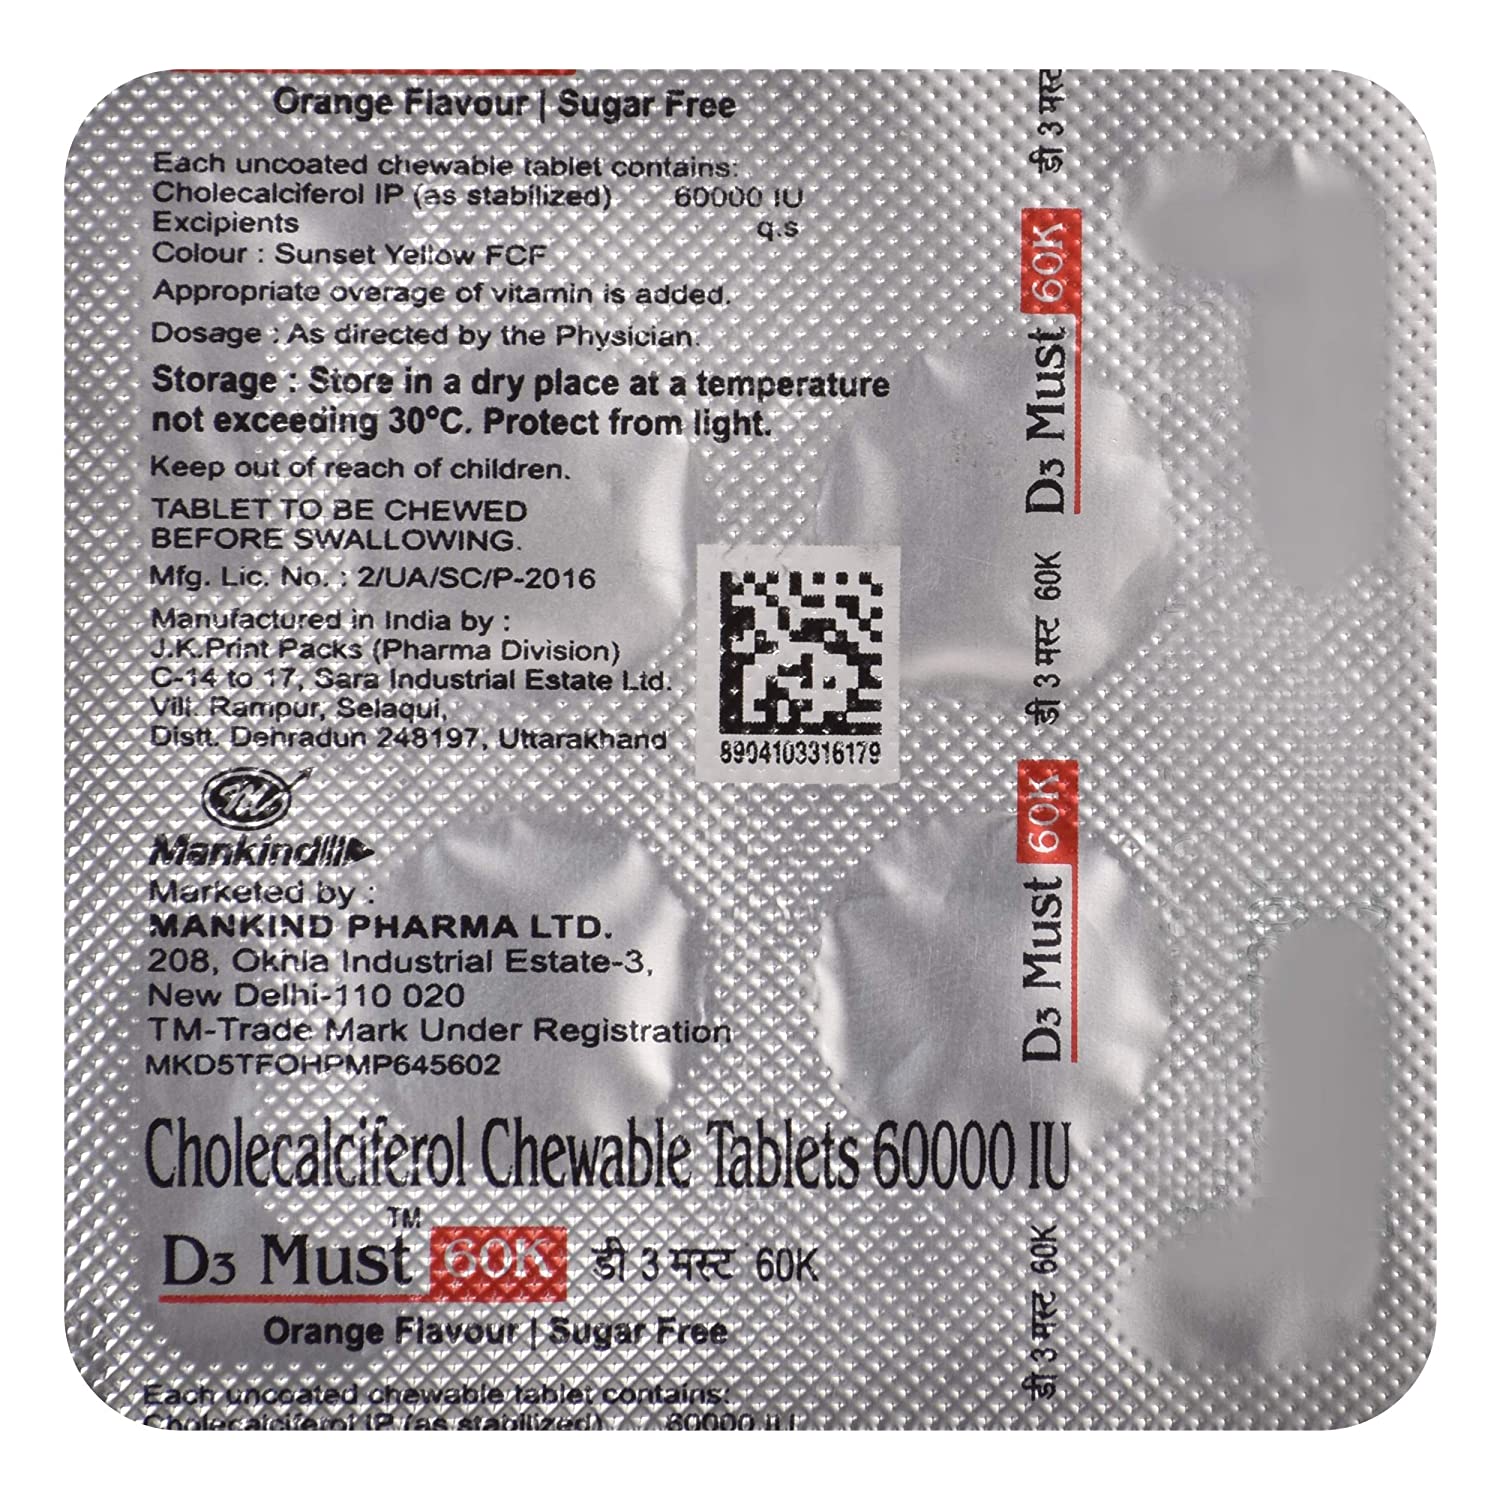 Orange Flavour | Sugar Free
Each uncoated chewable tablet contains:
Cholecalciferol IP (as stabilized) 60000 IU
Excipients q.s
Colour : Sunset Yellow FCF
Appropriate overage of vitamin is added.
Dosage : As directed by the Physician.
Storage : Store in a dry place at a temperature
not exceeding 30°C. Protect from light.
Keep out of reach of children.
TABLET TO BE CHEWED
BEFORE SWALLOWING.
Mfg. Lic. No. : 2/UA/SC/P-2016
Manufactured in India by :
J.K.Print Packs (Pharma Division)
C-14 to 17, Sara Industrial Estate Ltd.
Vill. Rampur, Selaqui,
Distt. Dehradun 248197, Uttarakhand
8904103316179
Mankind
Marketed by :
MANKIND PHARMA LTD.
208, Okhla Industrial Estate-3,
New Delhi-110 020
TM-Trade Mark Under Registration
MKD5TFOHPMP645602
Cholecalciferol Chewable Tablets 60000 IU
D3 Must™ 60K डी 3 मस्ट 60K
Orange Flavour | Sugar Free
Each uncoated chewable tablet contains:
Cholecalciferol IP (as stabilized) 60000 IU
डी 3 मस्ट
D3 Must 60K
डी 3 मस्ट 60K
D3 Must 60K
डी 3 मस्ट 60K